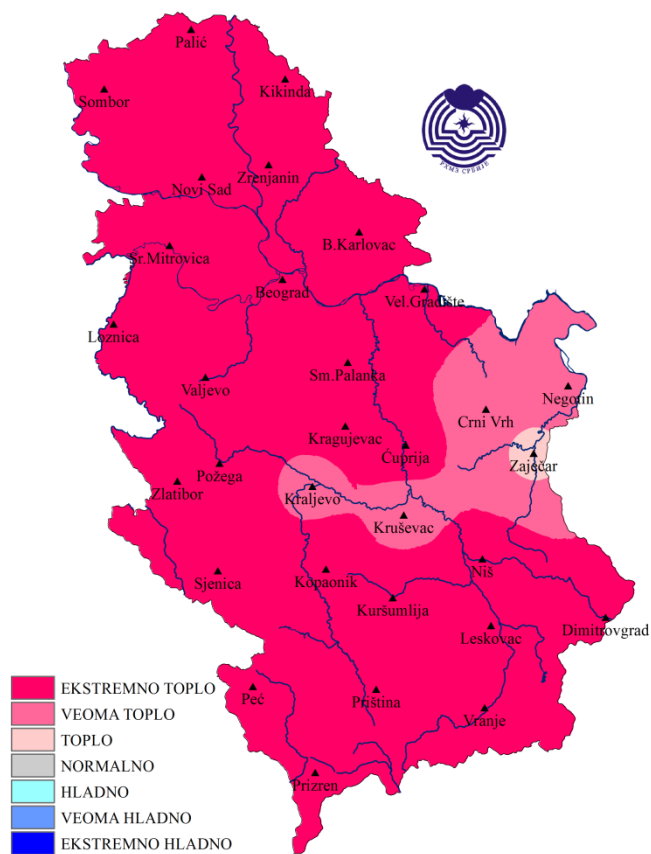 Palić
Kikinda
Sombor
Zrenjanin
Novi Sad
РХМЗ СРБИЈЕ
B.Karlovac
Sr.Mitrovica
Beograd
Vel.Gradište
Loznica
Sm.Palanka
Valjevo
Negotin
Crni Vrh
Kragujevac
Ćuprija
Zaječar
Požega
Zlatibor
Kraljevo
Kruševac
Niš
Sjenica
Kopaonik
Kuršumlija
Leskovac
Dimitrovgrad
Peć
Priština
Vranje
Prizren
EKSTREMNO TOPLO
VEOMA TOPLO
TOPLO
NORMALNO
HLADNO
VEOMA HLADNO
EKSTREMNO HLADNO